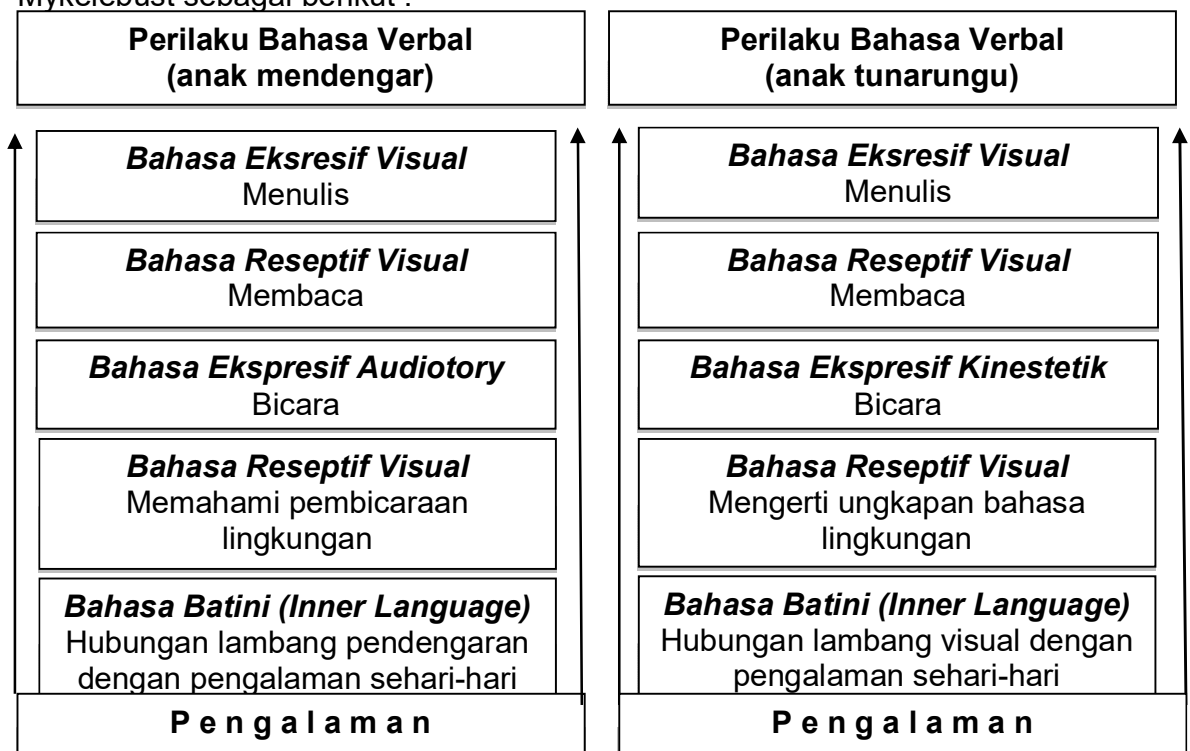 Mykelebust sebagai berikut :
Perilaku Bahasa Verbal
(anak mendengar)
Bahasa Eksresif Visual
Menulis
Bahasa Reseptif Visual
Membaca
Bahasa Ekspresif Audiotory
Bicara
Bahasa Reseptif Visual
Memahami pembicaraan
lingkungan
Bahasa Batini (Inner Language)
Hubungan lambang pendengaran
dengan pengalaman sehari-hari
P e n g a l a m a n
Perilaku Bahasa Verbal
(anak tunarungu)
Bahasa Eksresif Visual
Menulis
Bahasa Reseptif Visual
Membaca
Bahasa Ekspresif Kinestetik
Bicara
Bahasa Reseptif Visual
Mengerti ungkapan bahasa
lingkungan
Bahasa Batini (Inner Language)
Hubungan lambang visual dengan
pengalaman sehari-hari
P e n g a l a m a n